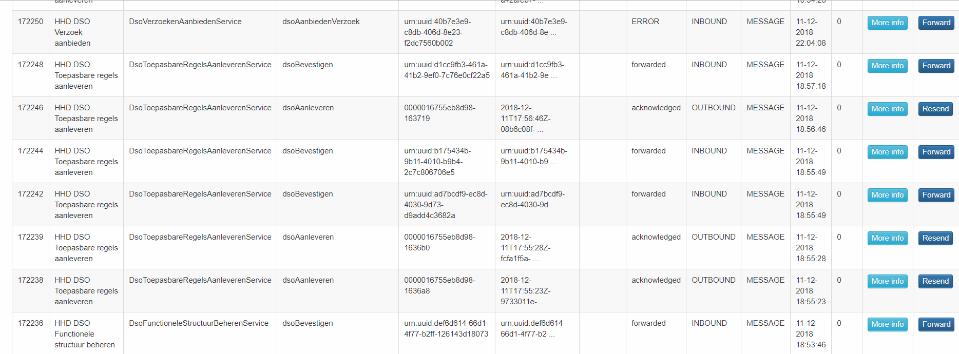 172250 HHD DSO Verzoek aanbieden DsoVerzoekenAanbiedenService dsoAanbiedenVerzoek urn:uuid:40b7e3e9-c8db-406d-8e23-f2dc7560b002 urn:uuid:40b7e3e9-c8db-406d-8e ... ERROR INBOUND MESSAGE 11-12-2018 22:04:08 0 More info Forward
172248 HHD DSO Toepasbare regels aanleveren DsoToepasbareRegelsAanleverenService dsoBevestigen urn:uuid:d1cc9fb3-461a-41b2-9ef0-7c76e0cf22a5 urn:uuid:d1cc9fb3-461a-41b2-9e ... forwarded INBOUND MESSAGE 11-12-2018 18:57:18 0 More info Forward
172246 HHD DSO Toepasbare regels aanleveren DsoToepasbareRegelsAanleverenService dsoAanleveren 0000016755eb8d98-163719 2018-12-11T17:56:46Z-08b6c08f- ... acknowledged OUTBOUND MESSAGE 11-12-2018 18:56:46 0 More info Resend
172244 HHD DSO Toepasbare regels aanleveren DsoToepasbareRegelsAanleverenService dsoBevestigen urn:uuid:b175434b-9b11-4010-b9b4-2c7c806706e5 urn:uuid:b175434b-9b11-4010-b9 ... forwarded INBOUND MESSAGE 11-12-2018 18:55:49 0 More info Forward
172242 HHD DSO Toepasbare regels aanleveren DsoToepasbareRegelsAanleverenService dsoBevestigen urn:uuid:ad7bcdf9-ec8d-4030-9d73-d9add4c3682a urn:uuid:ad7bcdf9-ec8d-4030-9d ... forwarded INBOUND MESSAGE 11-12-2018 18:55:49 0 More info Forward
172239 HHD DSO Toepasbare regels aanleveren DsoToepasbareRegelsAanleverenService dsoAanleveren 0000016755eb8d98-1636b0 2018-12-11T17:55:28Z-fcfa1f5a- ... acknowledged OUTBOUND MESSAGE 11-12-2018 18:55:28 0 More info Resend
172238 HHD DSO Toepasbare regels aanleveren DsoToepasbareRegelsAanleverenService dsoAanleveren 0000016755eb8d98-1636a8 2018-12-11T17:55:23Z-9733011e- ... acknowledged OUTBOUND MESSAGE 11-12-2018 18:55:23 0 More info Resend
172236 HHD DSO Functionele structuur beheren DsoFunctioneleStructuurBeherenService dsoBevestigen urn:uuid:def6d614-66d1-4f77-b2ff-126143d18073 urn:uuid:def6d614-66d1-4f77-b2 ... forwarded INBOUND MESSAGE 11-12-2018 18:53:46 0 More info Forward